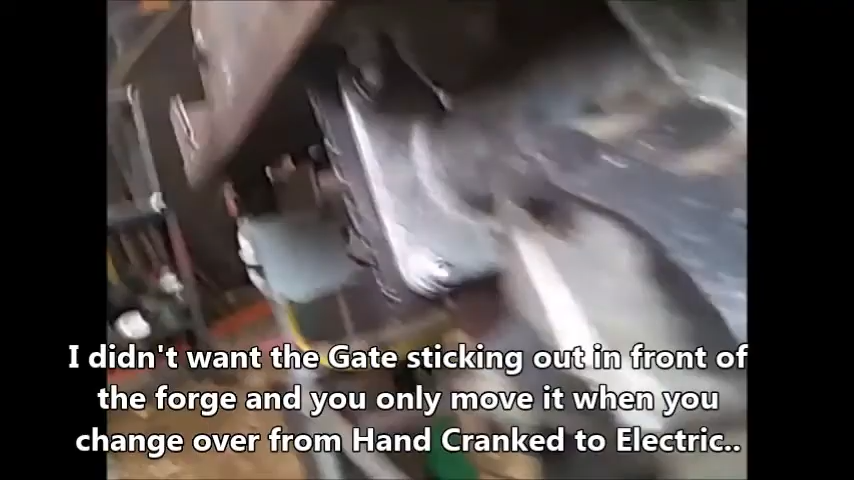 I didn't want the Gate sticking out in front of
the forge and you only move it when you
change over from Hand Cranked to Electric..